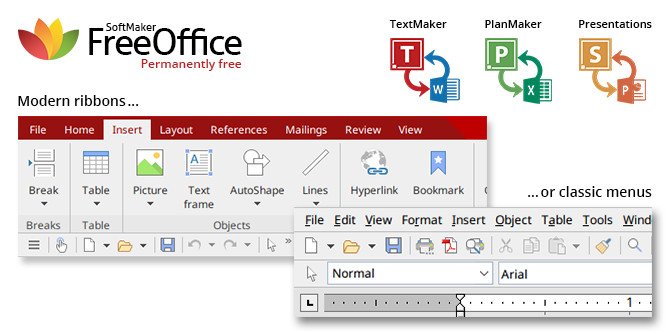 SoftMaker
FreeOffice
Permanently free
TextMaker
PlanMaker
Presentations
T
W
P
X
S
P
Modern ribbons...
File Home Insert Layout References Mailings Review View
Break
Table
Picture
Text
frame
AutoShape
Lines
Hyperlink
Bookmark
Breaks
Table
Objects
...or classic menus
File Edit View Format Insert Object Table Tools Wind
Normal
Arial
1